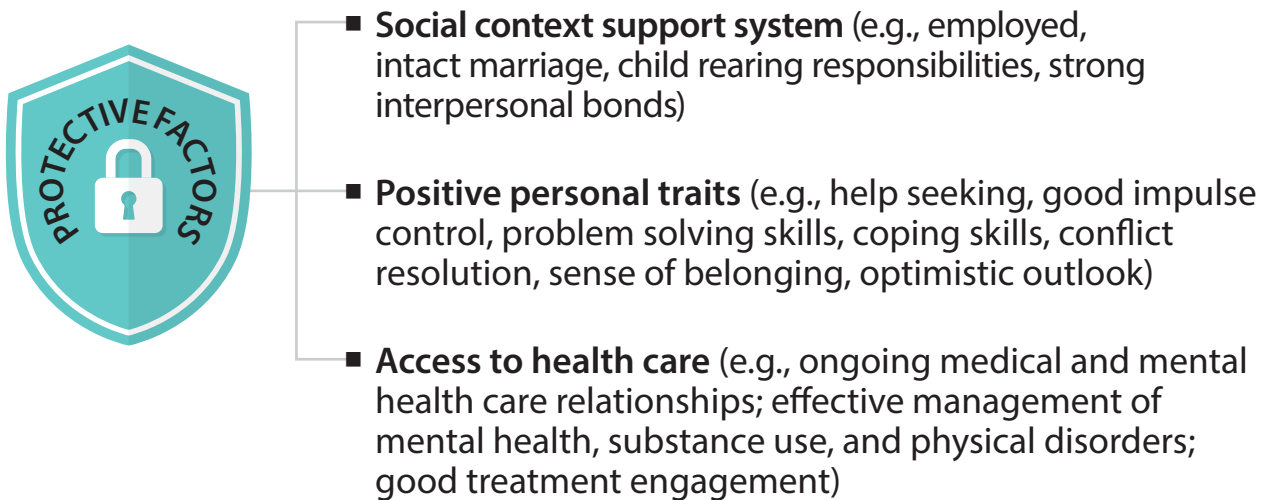 PROTECTIVE FACTORS
■ Social context support system (e.g., employed,
intact marriage, child rearing responsibilities, strong
interpersonal bonds)
■ Positive personal traits (e.g., help seeking, good impulse
control, problem solving skills, coping skills, conflict
resolution, sense of belonging, optimistic outlook)
■ Access to health care (e.g., ongoing medical and mental
health care relationships; effective management of
mental health, substance use, and physical disorders;
good treatment engagement)